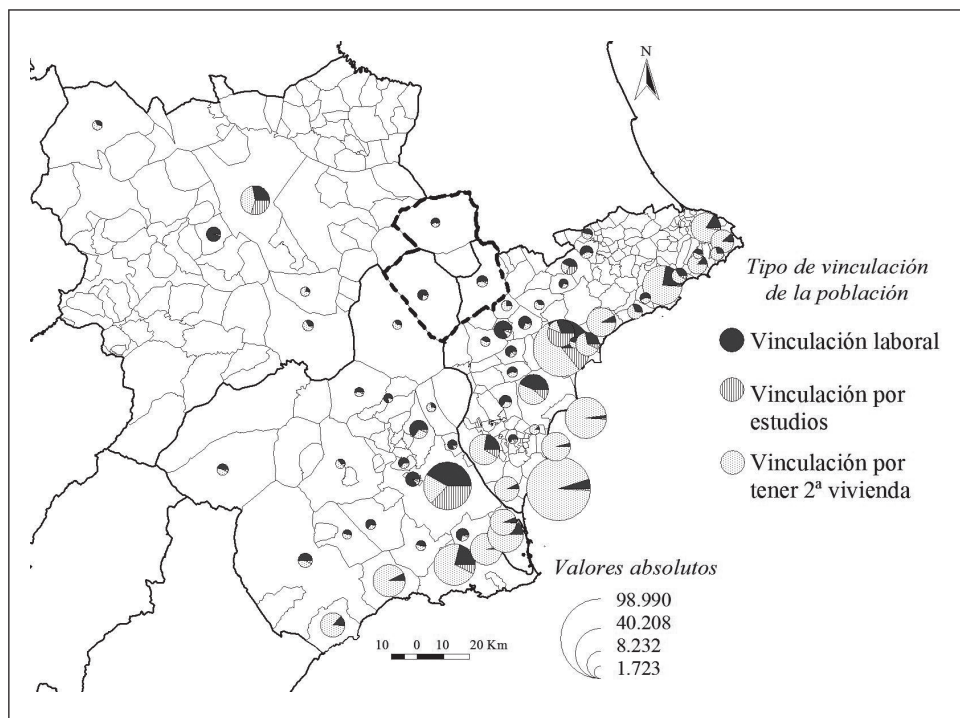 N
Tipo de vinculación
de la población
Vinculación laboral
Vinculación por
estudios
Vinculación por
tener 2ª vivienda
Valores absolutos
98.990
40.208
8.232
1.723
10 0 10 20 Km